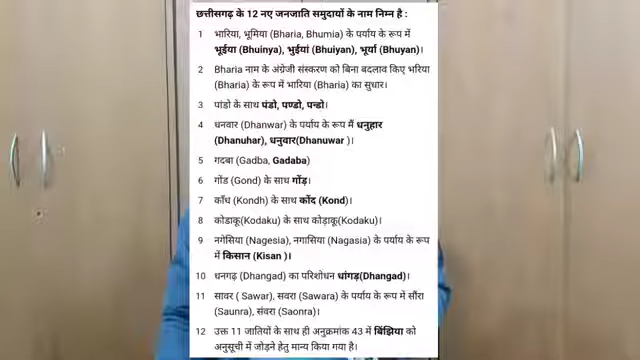 छत्तीसगढ़ के 12 नए जनजाति समुदायों के नाम निम्न है :
1 भारिया, भूमिया (Bharia, Bhumia) के पर्याय के रूप में
भूईया (Bhuinya), भुईयां (Bhuiyan), भूर्या (Bhuyan)।
2 Bharia नाम के अंग्रेजी संस्करण को बिना बदलाव किए भरिया
(Bharia) के रूप में भारिया (Bharia) का सुधार।
3 पांडो के साथ पंडो, पण्डो, पन्डो।
4 धनवार (Dhanwar) के पर्याय के रूप मैं धनुहार
(Dhanuhar), धनुवार(Dhanuwar )।
5 गदबा (Gadba, Gadaba)
6 गोंड (Gond) के साथ गोंड़।
7 कौंध (Kondh) के साथ कोंद (Kond)।
8 कोडाकू(Kodaku) के साथ कोड़ाकू(Kodaku)।
9 नगेसिया (Nagesia), नगासिया (Nagasia) के पर्याय के रूप
में किसान (Kisan )।
10 धनगढ़ (Dhangad) का परिशोधन धांगड़(Dhangad)।
11 सावर ( Sawar), सवरा (Sawara) के पर्याय के रूप में सौंरा
(Saunra), संवरा (Saonra)।
12 उक्त 11 जातियों के साथ ही अनुक्रमांक 43 में बिंझिया को
अनुसूची में जोड़ने हेतु मान्य किया गया है।